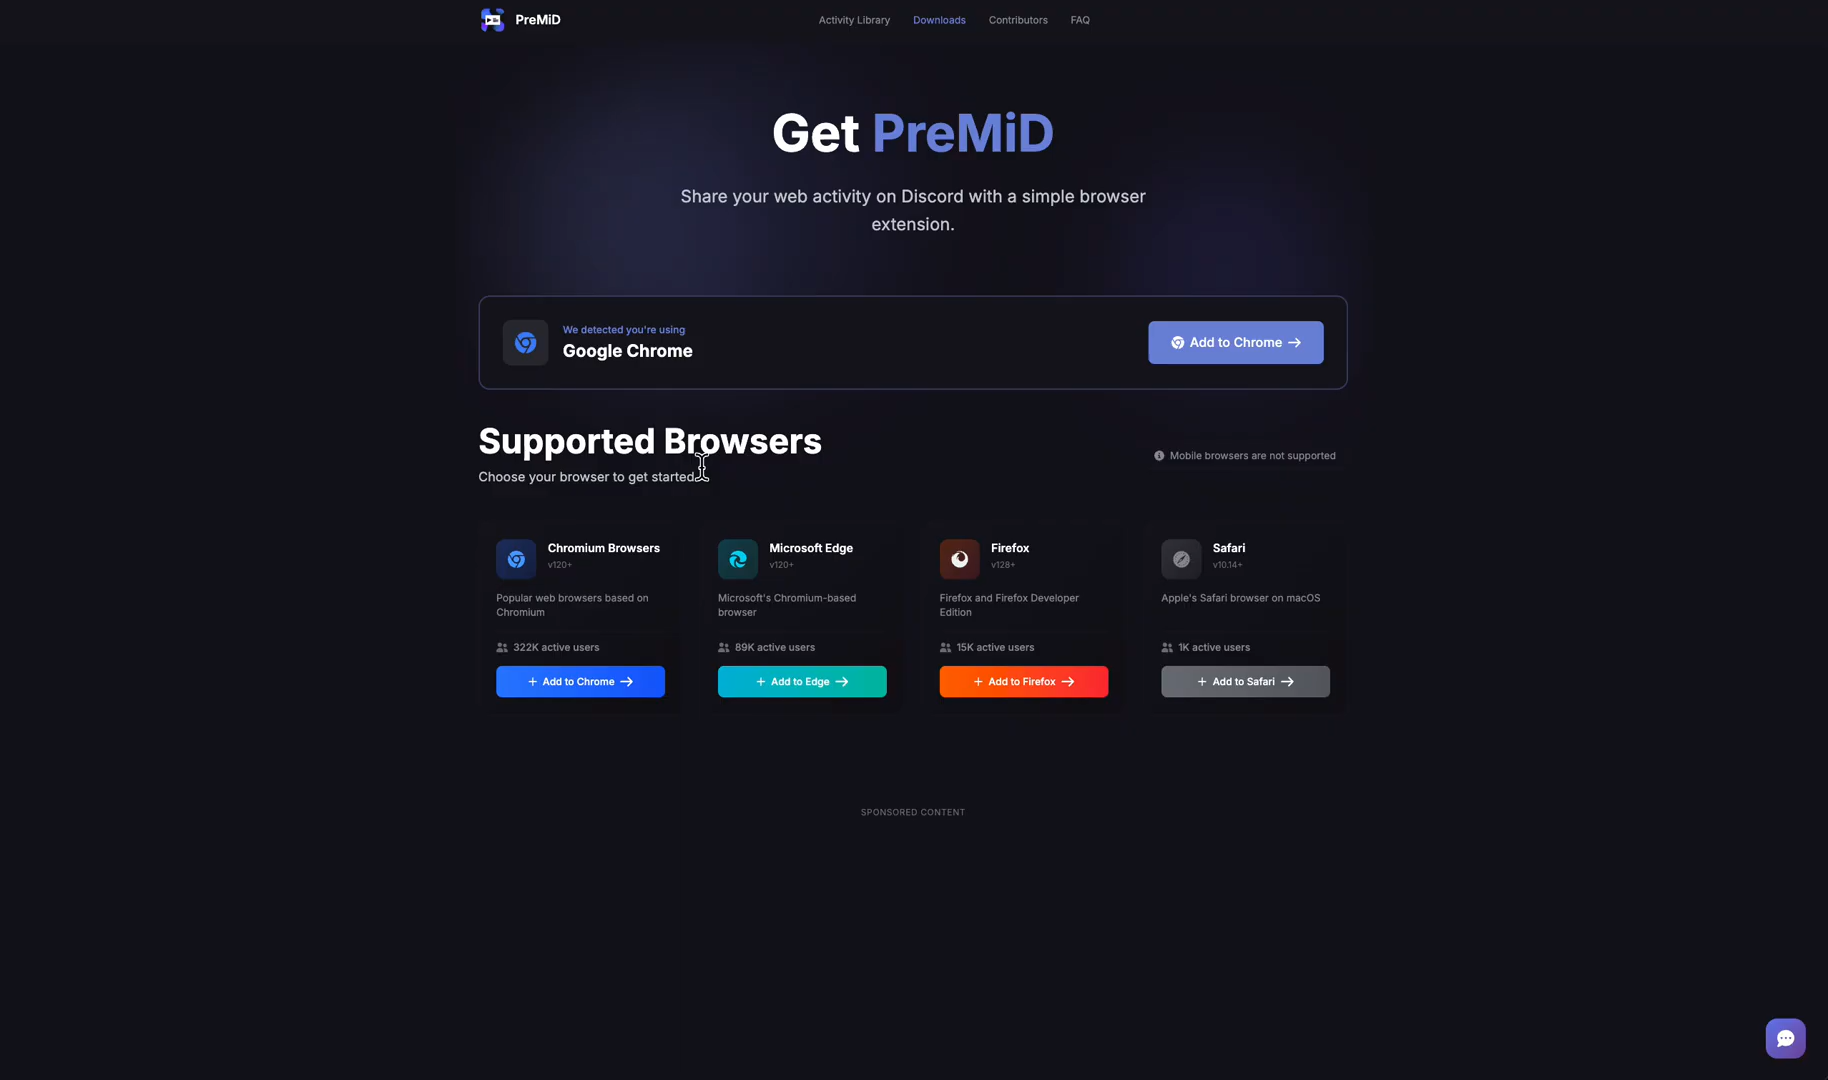 PreMiD
Activity Library
Downloads
Contributors
FAQ
Get PreMiD
Share your web activity on Discord with a simple browser
extension.
We detected you're using
Google Chrome
Add to Chrome
Supported Browsers
Choose your browser to get started
Mobile browsers are not supported
Chromium Browsers
v120+
Popular web browsers based on
Chromium
322K active users
+ Add to Chrome
Microsoft Edge
v120+
Microsoft's Chromium-based
browser
89K active users
+ Add to Edge
Firefox
v128+
Firefox and Firefox Developer
Edition
15K active users
+ Add to Firefox
Safari
v10.14+
Apple's Safari browser on macOS
1K active users
+ Add to Safari
SPONSORED CONTENT